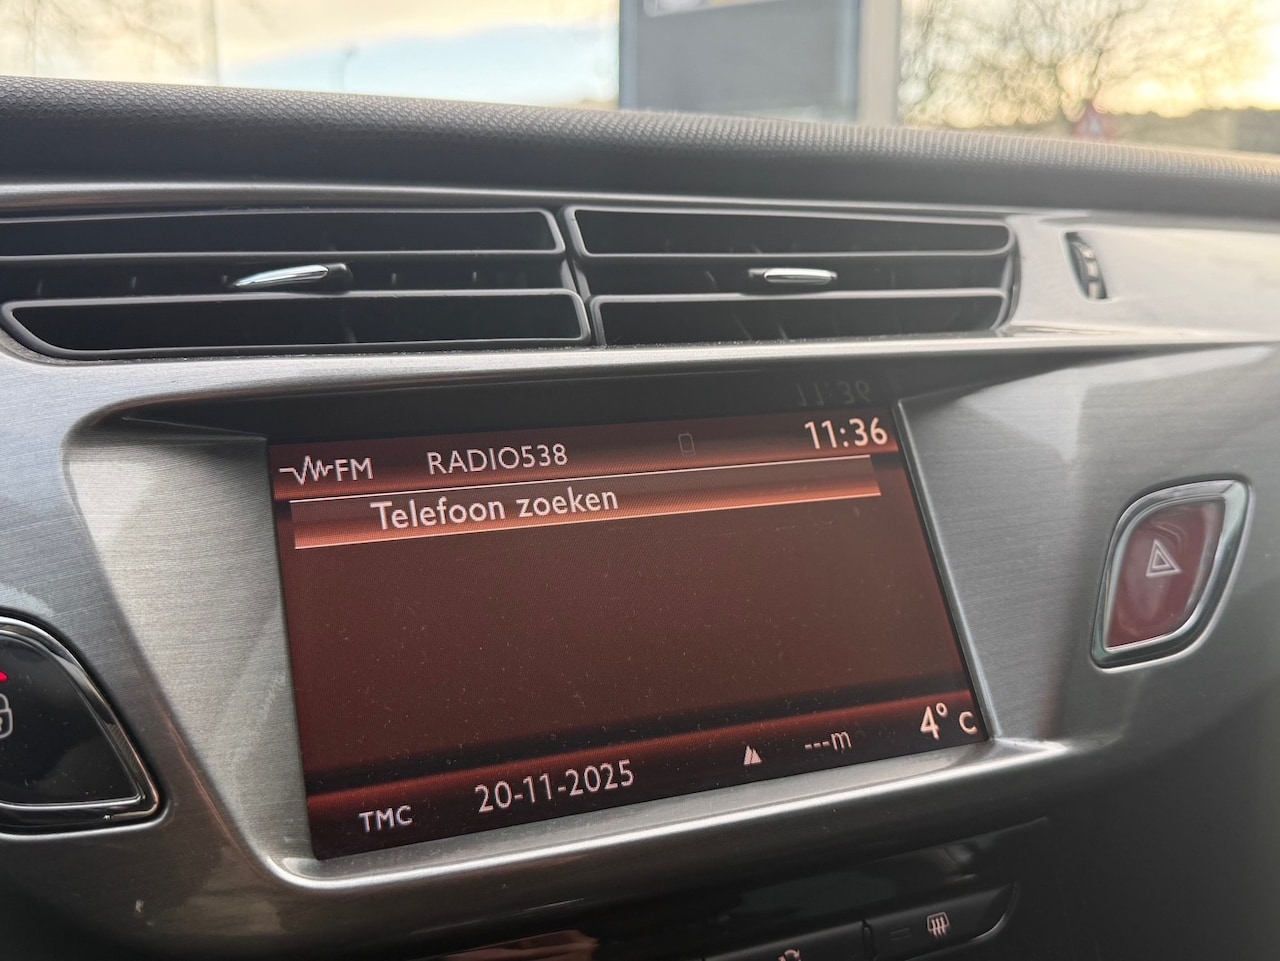 FM RADIO538 11:36
Telefoon zoeken
TMC 20-11-2025 ---m 4° C